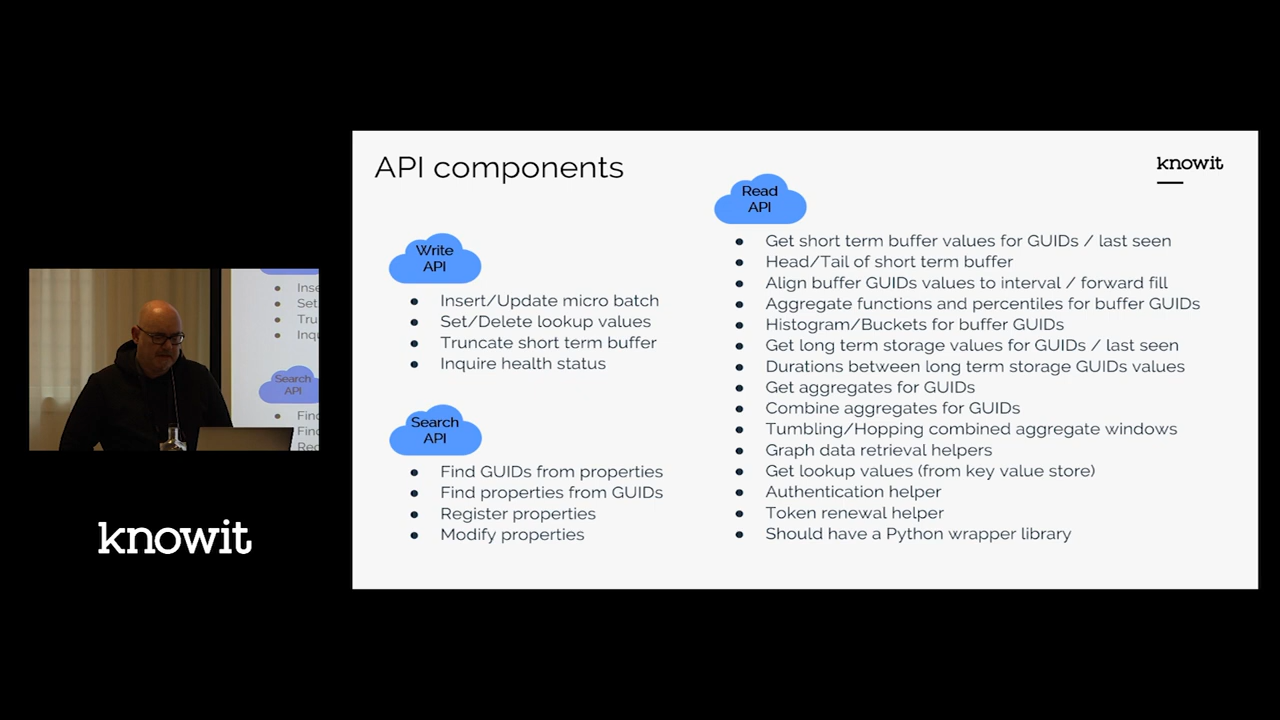 API components
knowit
Write
API
Insert/Update micro batch
Set/Delete lookup values
Truncate short term buffer
Inquire health status
Search
API
Find GUIDs from properties
Find properties from GUIDs
Register properties
Modify properties
Read
API
Get short term buffer values for GUIDs / last seen
Head/Tail of short term buffer
Align buffer GUIDs values to interval / forward fill
Aggregate functions and percentiles for buffer GUIDs
Histogram/Buckets for buffer GUIDs
Get long term storage values for GUIDs / last seen
Durations between long term storage GUIDs values
Get aggregates for GUIDs
Combine aggregates for GUIDs
Tumbling/Hopping combined aggregate windows
Graph data retrieval helpers
Get lookup values (from key value store)
Authentication helper
Token renewal helper
Should have a Python wrapper library
Search
API
knowit